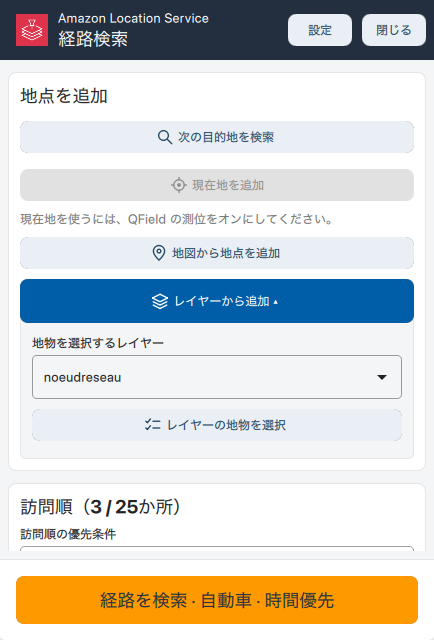 Amazon Location Service
経路検索
設定
閉じる
地点を追加
次の目的地を検索
現在地を追加
現在地を使うには、QField の測位をオンにしてください。
地図から地点を追加
レイヤーから追加 ▴
地物を選択するレイヤー
noeudreseau
レイヤーの地物を選択
訪問順（3 / 25か所）
訪問順の優先条件
経路を検索 · 自動車 · 時間優先